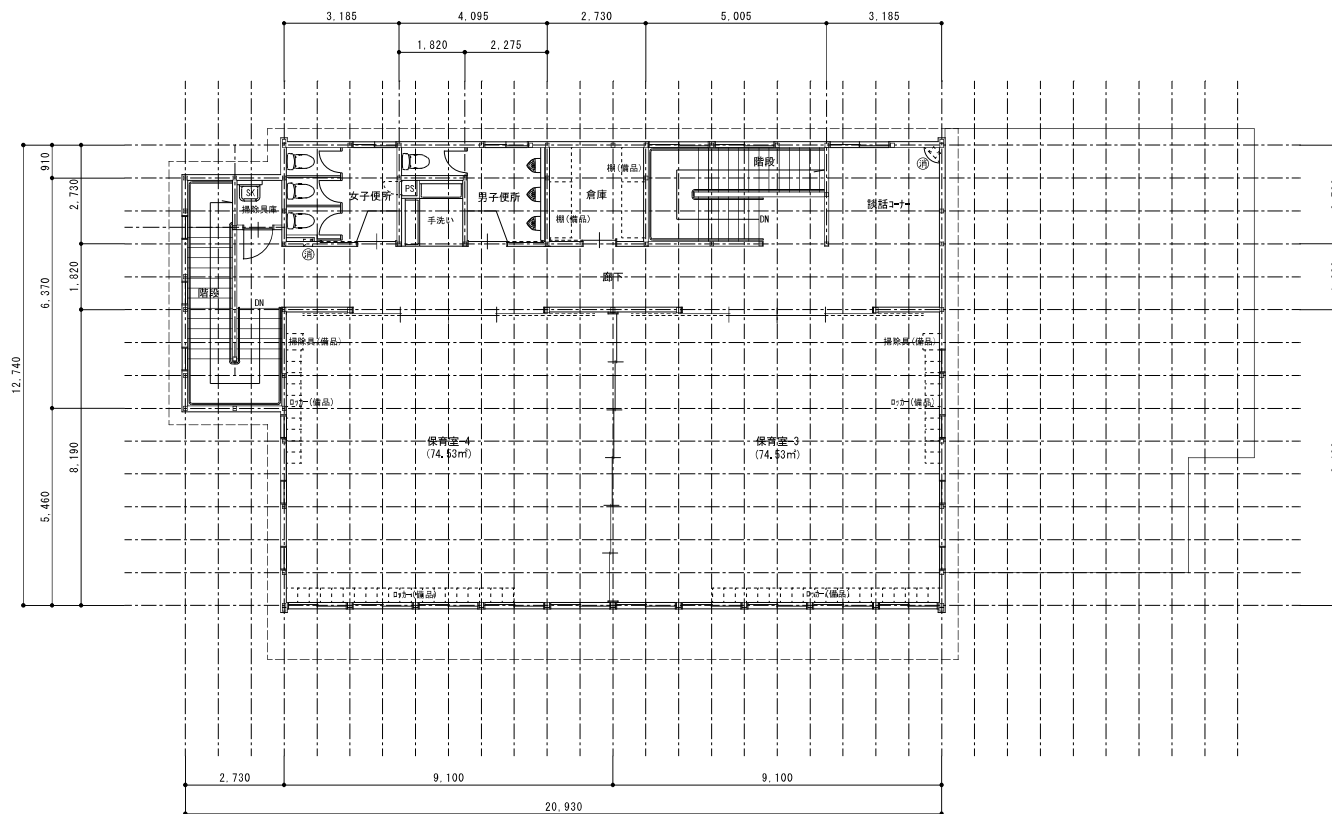 3,185
4,095
2,730
5,005
3,185
1,820
2,275
910
2,730
1,820
6,370
12,740
8,190
5,460
階段
棚(備品)
消
SK
掃除具庫
女子便所
PS
男子便所
手洗い
倉庫
棚(備品)
談話コーナー
DN
消
廊下
階段
DN
掃除具(備品)
掃除具(備品)
ロッカー(備品)
ロッカー(備品)
保育室-4
(74.53㎡)
保育室-3
(74.53㎡)
ロッカー(備品)
ロッカー(備品)
2,730
9,100
9,100
20,930